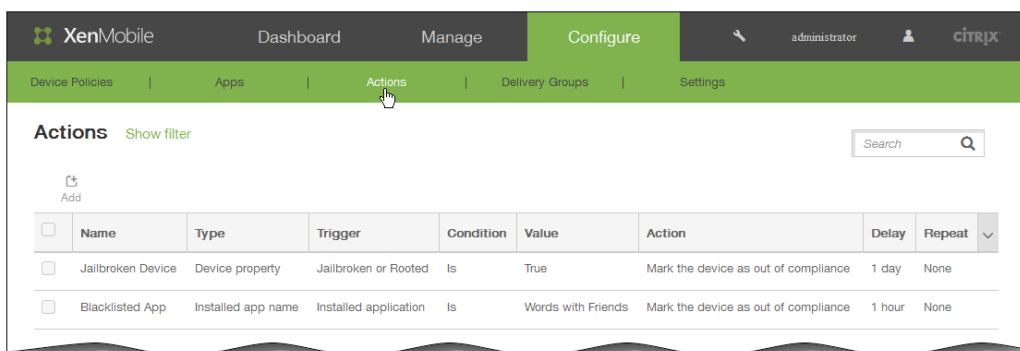 XenMobile Dashboard Manage Configure administrator CİTRIX
Device Policies | Apps | Actions | Delivery Groups | Settings
Actions Show filter
Search
Add
Name Type Trigger Condition Value Action Delay Repeat
Jailbroken Device Device property Jailbroken or Rooted Is True Mark the device as out of compliance 1 day None
Blacklisted App Installed app name Installed application Is Words with Friends Mark the device as out of compliance 1 hour None